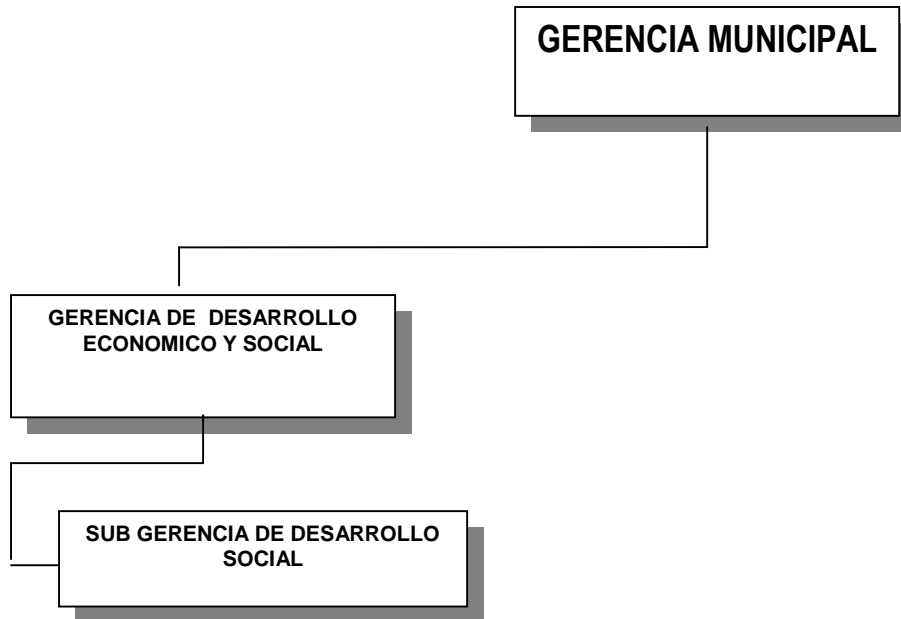 GERENCIA MUNICIPAL
GERENCIA DE DESARROLLO
ECONOMICO Y SOCIAL
SUB GERENCIA DE DESARROLLO
SOCIAL